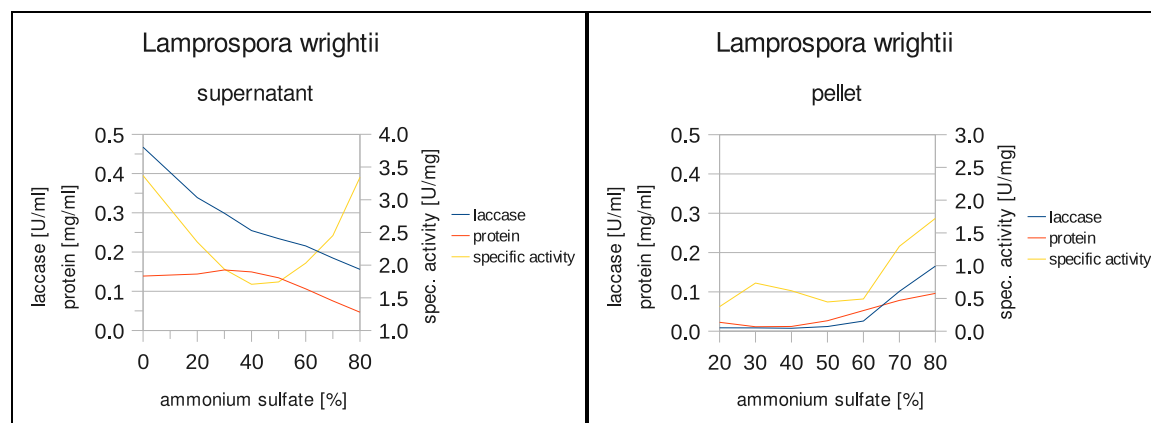 Lamprospora wrightii
supernatant
laccase [U/ml]
protein [mg/ml]
0.5
0.4
0.3
0.2
0.1
0.0
4.0
3.5
3.0
2.5
2.0
1.5
1.0
spec. activity [U/mg]
0 20 40 60 80
ammonium sulfate [%]
laccase
protein
specific activity
Lamprospora wrightii
pellet
laccase [U/ml]
protein [mg/ml]
0.5
0.4
0.3
0.2
0.1
0.0
3.0
2.5
2.0
1.5
1.0
0.5
0.0
spec. activity [U/mg]
20 30 40 50 60 70 80
ammonium sulfate [%]
laccase
protein
specific activity